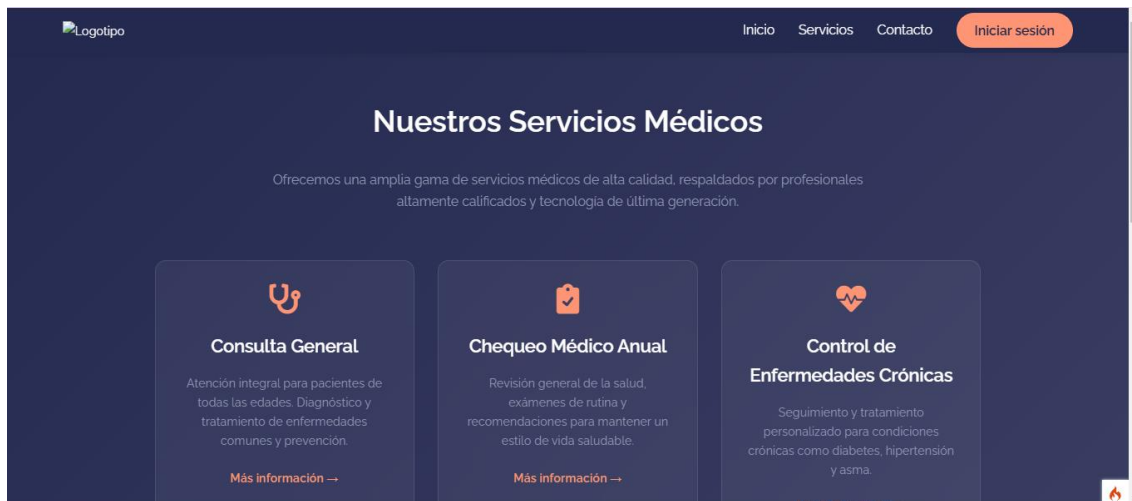 Logotipo
Inicio Servicios Contacto Iniciar sesión
Nuestros Servicios Médicos
Ofrecemos una amplia gama de servicios médicos de alta calidad, respaldados por profesionales
altamente calificados y tecnología de última generación.
Consulta General
Atención integral para pacientes de
todas las edades. Diagnóstico y
tratamiento de enfermedades
comunes y prevención.
Más información →
Chequeo Médico Anual
Revisión general de la salud,
exámenes de rutina y
recomendaciones para mantener un
estilo de vida saludable.
Más información →
Control de
Enfermedades Crónicas
Seguimiento y tratamiento
personalizado para condiciones
crónicas como diabetes, hipertensión
y asma.